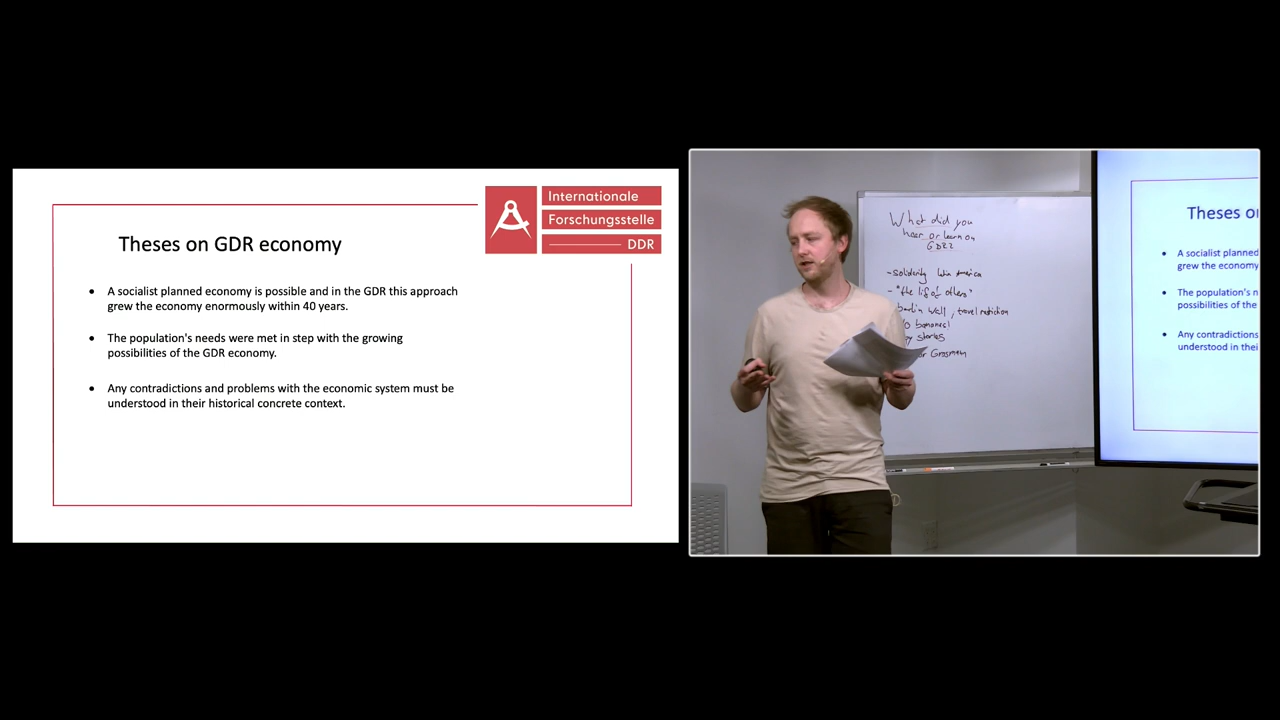 Internationale
Forschungsstelle
DDR
Theses on GDR economy
• A socialist planned economy is possible and in the GDR this approach
grew the economy enormously within 40 years.
• The population's needs were met in step with the growing
possibilities of the GDR economy.
• Any contradictions and problems with the economic system must be
understood in their historical concrete context.
What did you
hear or learn on
- solidarity Latin America
- "the life of others"
berlin wall, travel restriction
bananas!
Theses o
• A socialist planned
grew the economy
• The population's n
possibilities of the
• Any contradictions
understood in thei